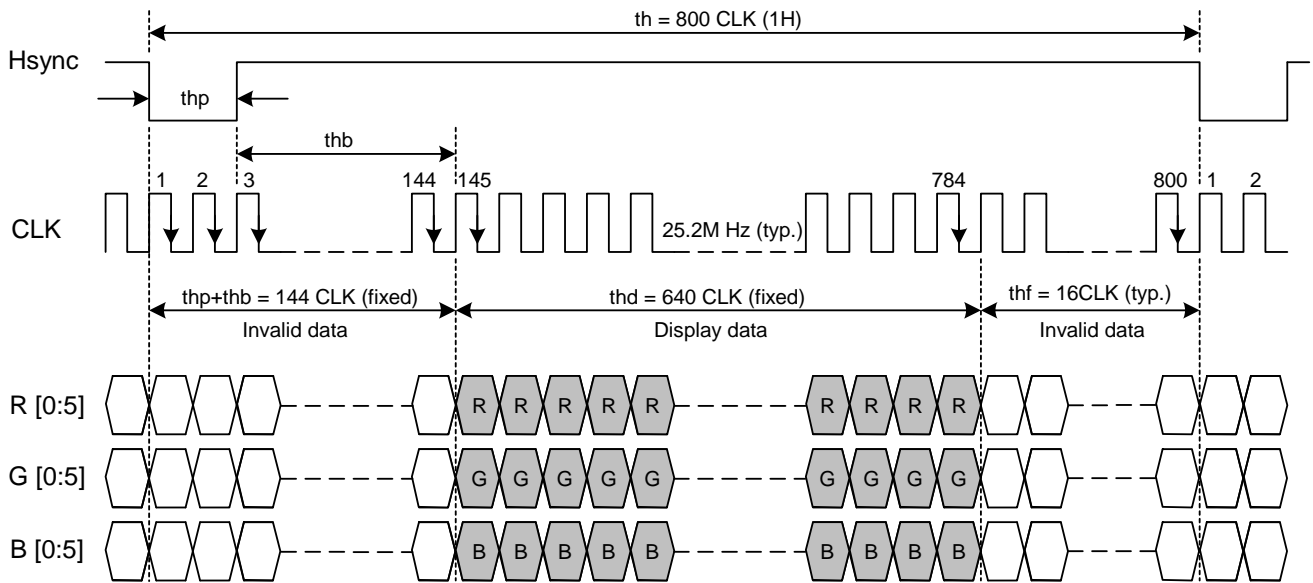 th = 800 CLK (1H)
Hsync
thp
thb
1 2 3 144 145 784 800 1 2
CLK
25.2M Hz (typ.)
thp+thb = 144 CLK (fixed) thd = 640 CLK (fixed) thf = 16CLK (typ.)
Invalid data Display data Invalid data
R [0:5] R R R R R R R R R
G [0:5] G G G G G G G G G
B [0:5] B B B B B B B B B